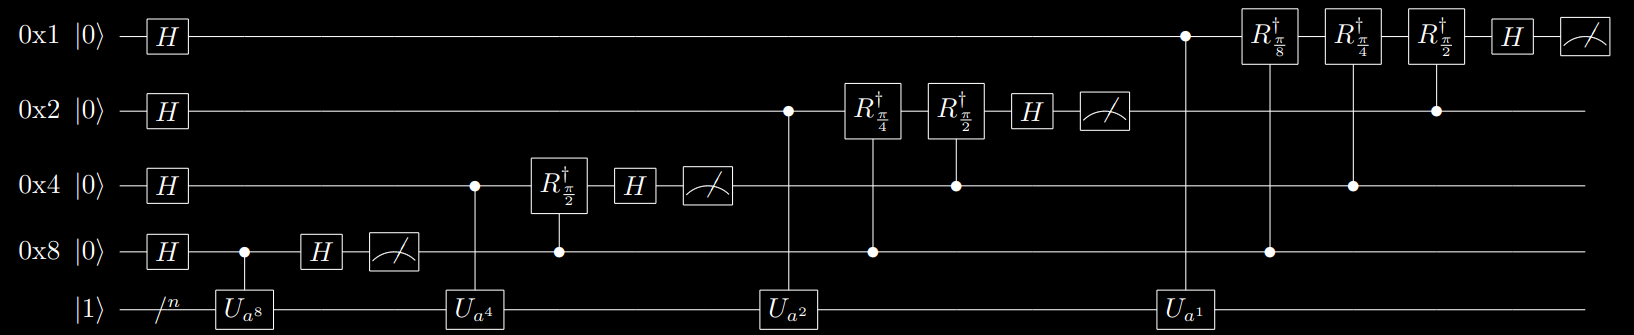 0x1 |0⟩ H R†π/8 R†π/4 R†π/2 H
0x2 |0⟩ H R†π/4 R†π/2 H
0x4 |0⟩ H R†π/2 H
0x8 |0⟩ H H
|1⟩ n Uₐ⁸ Uₐ⁴ Uₐ² Uₐ¹